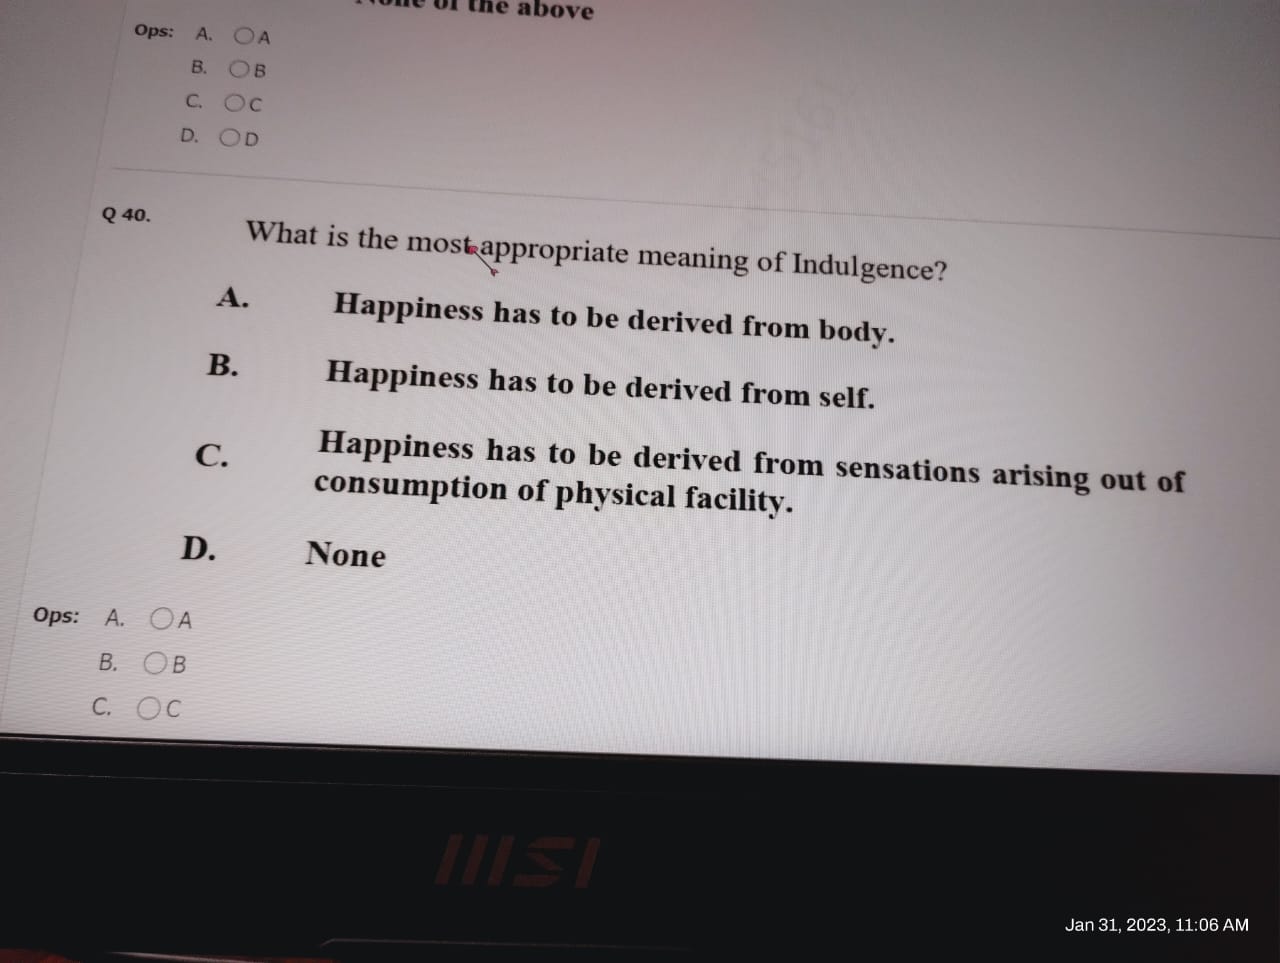 None of the above
Ops: A. A
B. B
C. C
D. D
Q 40. What is the most appropriate meaning of Indulgence?
A. Happiness has to be derived from body.
B. Happiness has to be derived from self.
C. Happiness has to be derived from sensations arising out of
consumption of physical facility.
D. None
Ops: A. A
B. B
C. C
msi
Jan 31, 2023, 11:06 AM